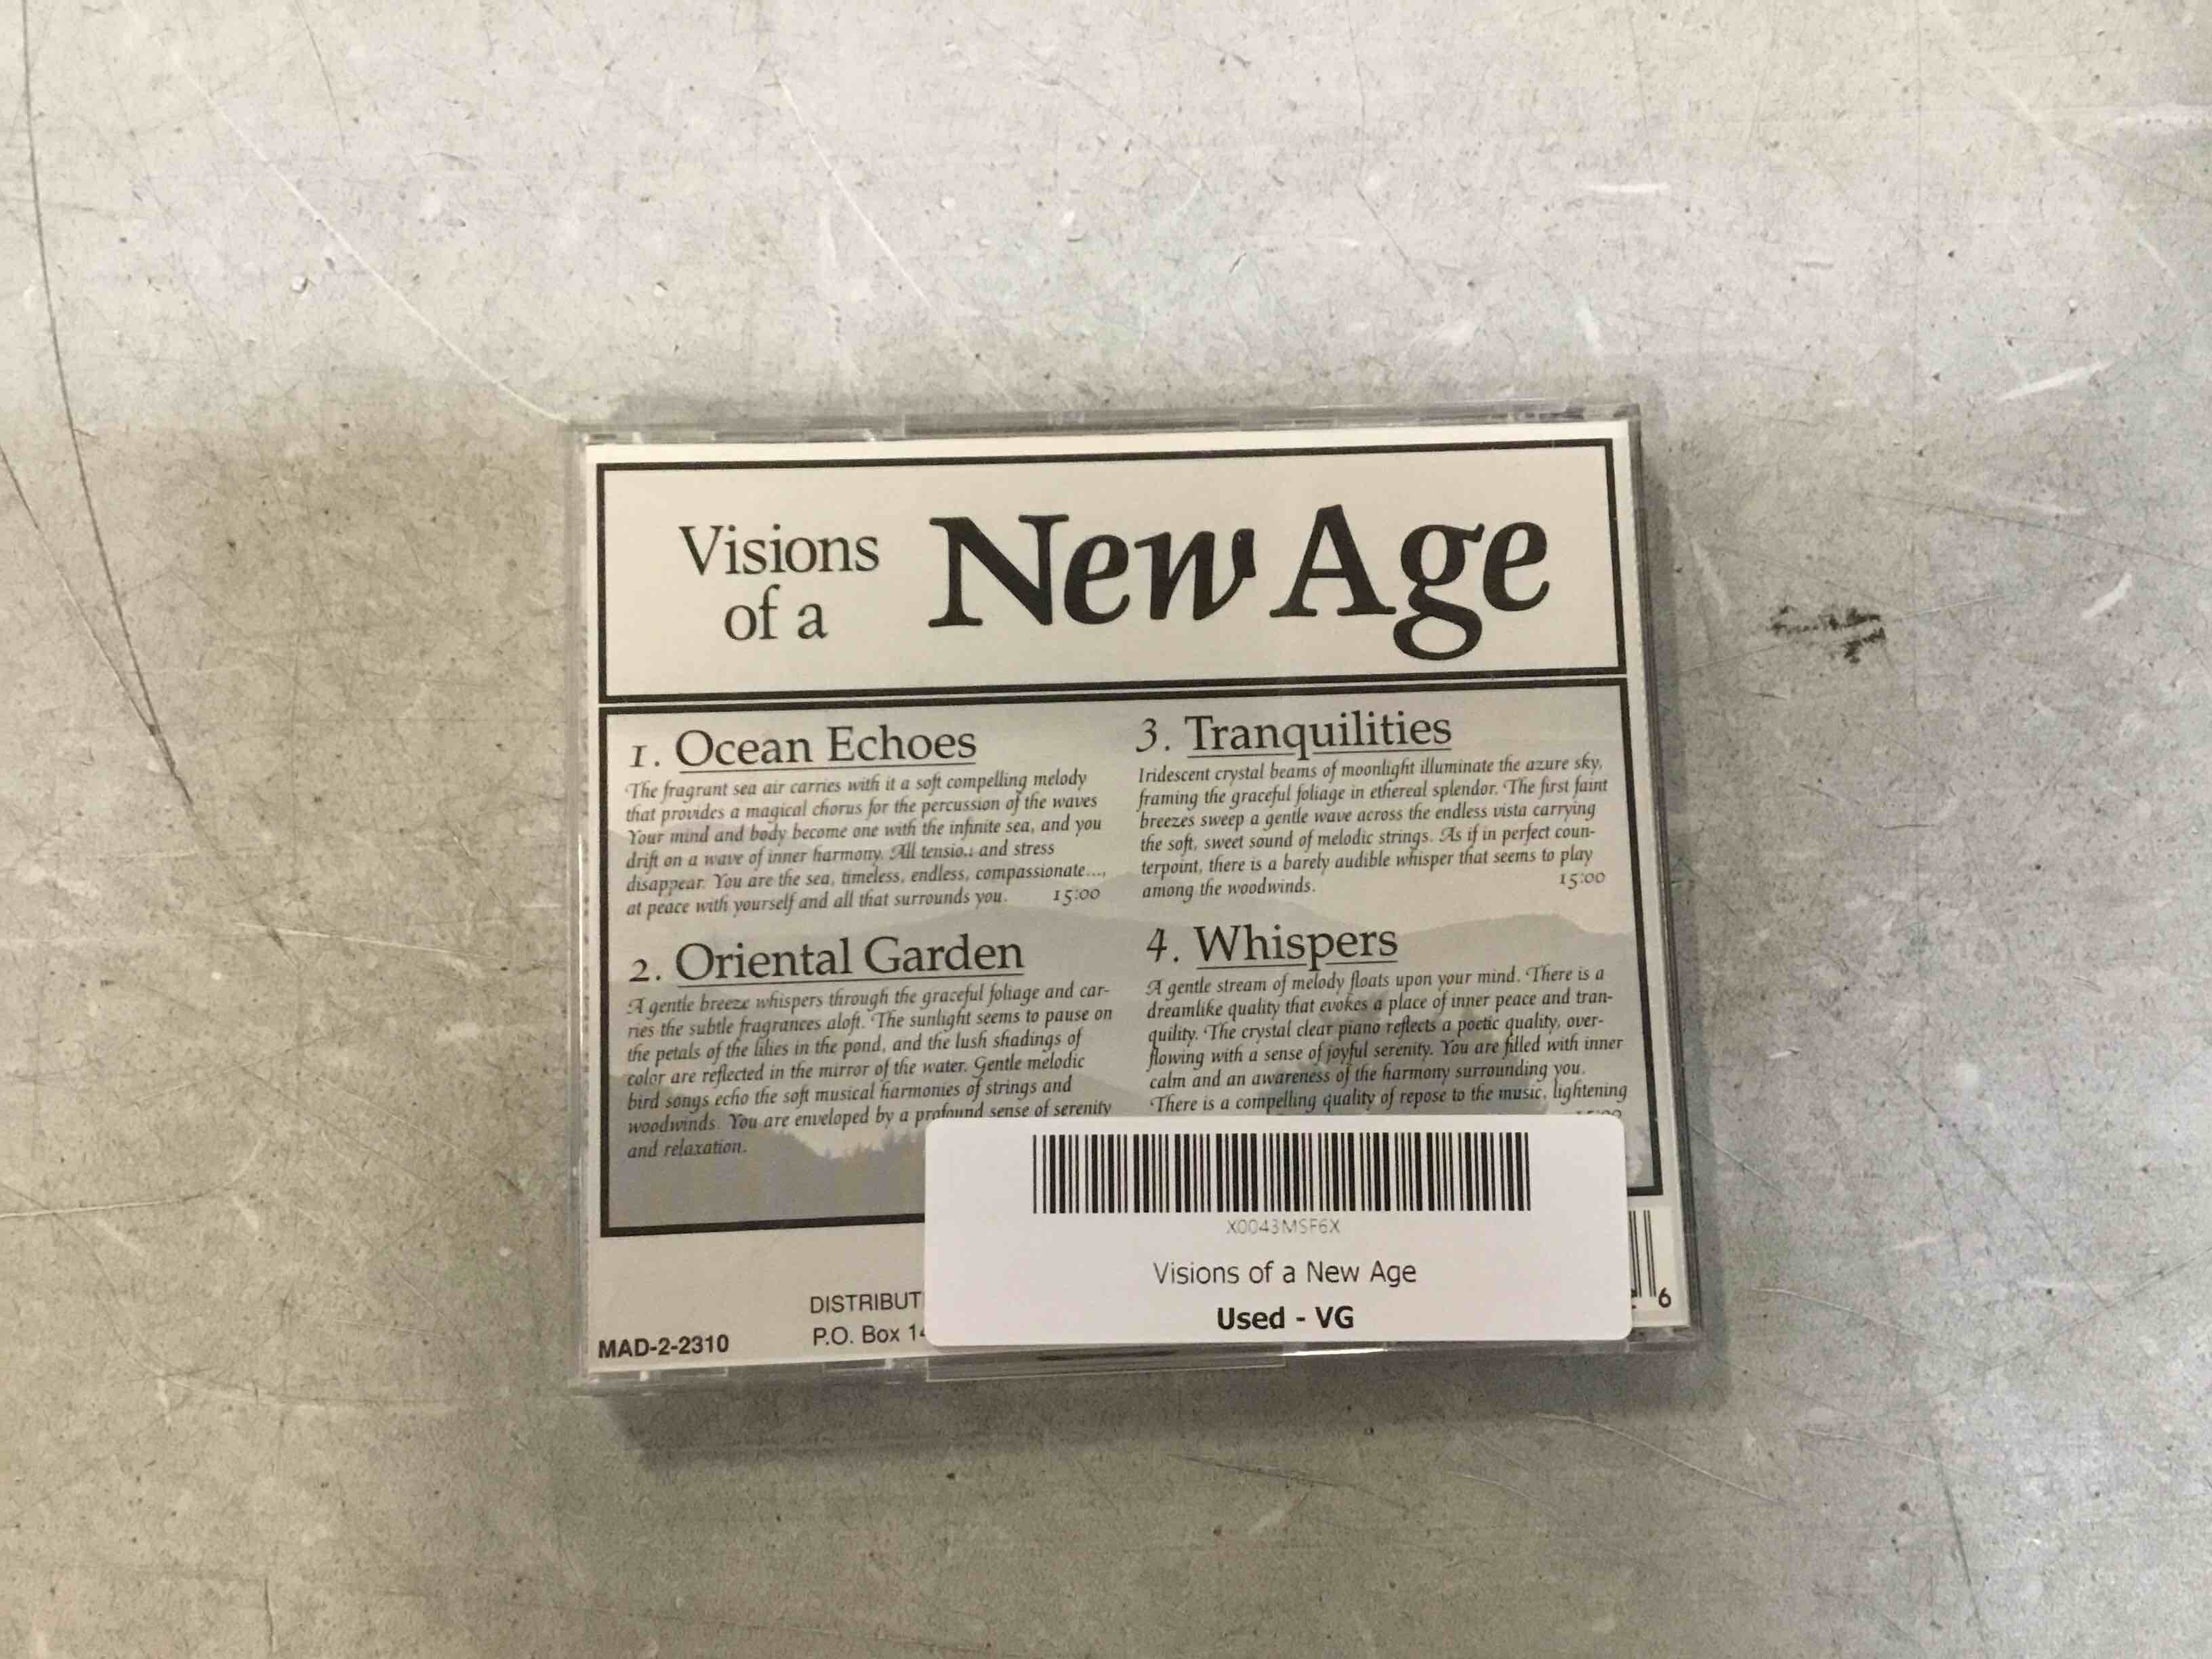 Visions
of a
New Age
1. Ocean Echoes
The fragrant sea air carries with it a soft compelling melody
that provides a magical chorus for the percussion of the waves
Your mind and body become one with the infinite sea, and you
drift on a wave of inner harmony. All tension and stress
disappear. You are the sea, timeless, endless, compassionate...,
at peace with yourself and all that surrounds you. 15:00
2. Oriental Garden
A gentle breeze whispers through the graceful foliage and car-
ries the subtle fragrances aloft. The sunlight seems to pause on
the petals of the lilies in the pond, and the lush shadings of
color are reflected in the mirror of the water. Gentle melodic
bird songs echo the soft musical harmonies of strings and
woodwinds. You are enveloped by a profound sense of serenity
and relaxation.
3. Tranquilities
Iridescent crystal beams of moonlight illuminate the azure sky,
framing the graceful foliage in ethereal splendor. The first faint
breezes sweep a gentle wave across the endless vista carrying
the soft, sweet sound of melodic strings. As if in perfect coun-
terpoint, there is a barely audible whisper that seems to play
among the woodwinds. 15:00
4. Whispers
A gentle stream of melody floats upon your mind. There is a
dreamlike quality that evokes a place of inner peace and tran-
quility. The crystal clear piano reflects a poetic quality, over-
flowing with a sense of joyful serenity. You are filled with inner
calm and an awareness of the harmony surrounding you.
There is a compelling quality of repose to the music, lightening
X0043MSF6X
Visions of a New Age
Used - VG
6
DISTRIBUT
P.O. Box 14
MAD-2-2310